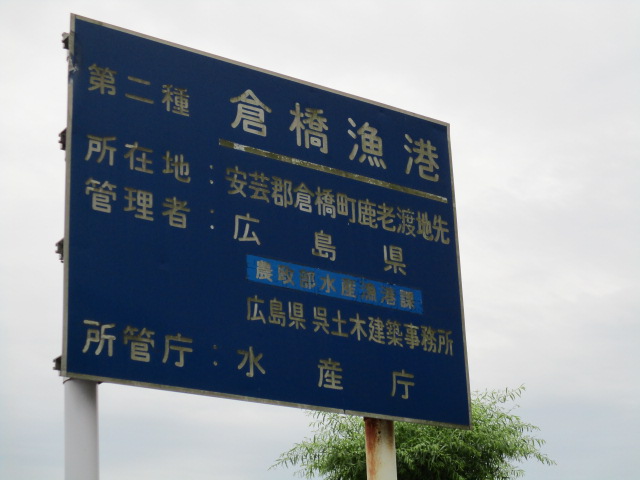 第二種 倉橋漁港
所在地:安芸郡倉橋町鹿老渡地先
管理者:広島県
農政部水産漁港課
広島県呉土木建築事務所
所管庁:水産庁